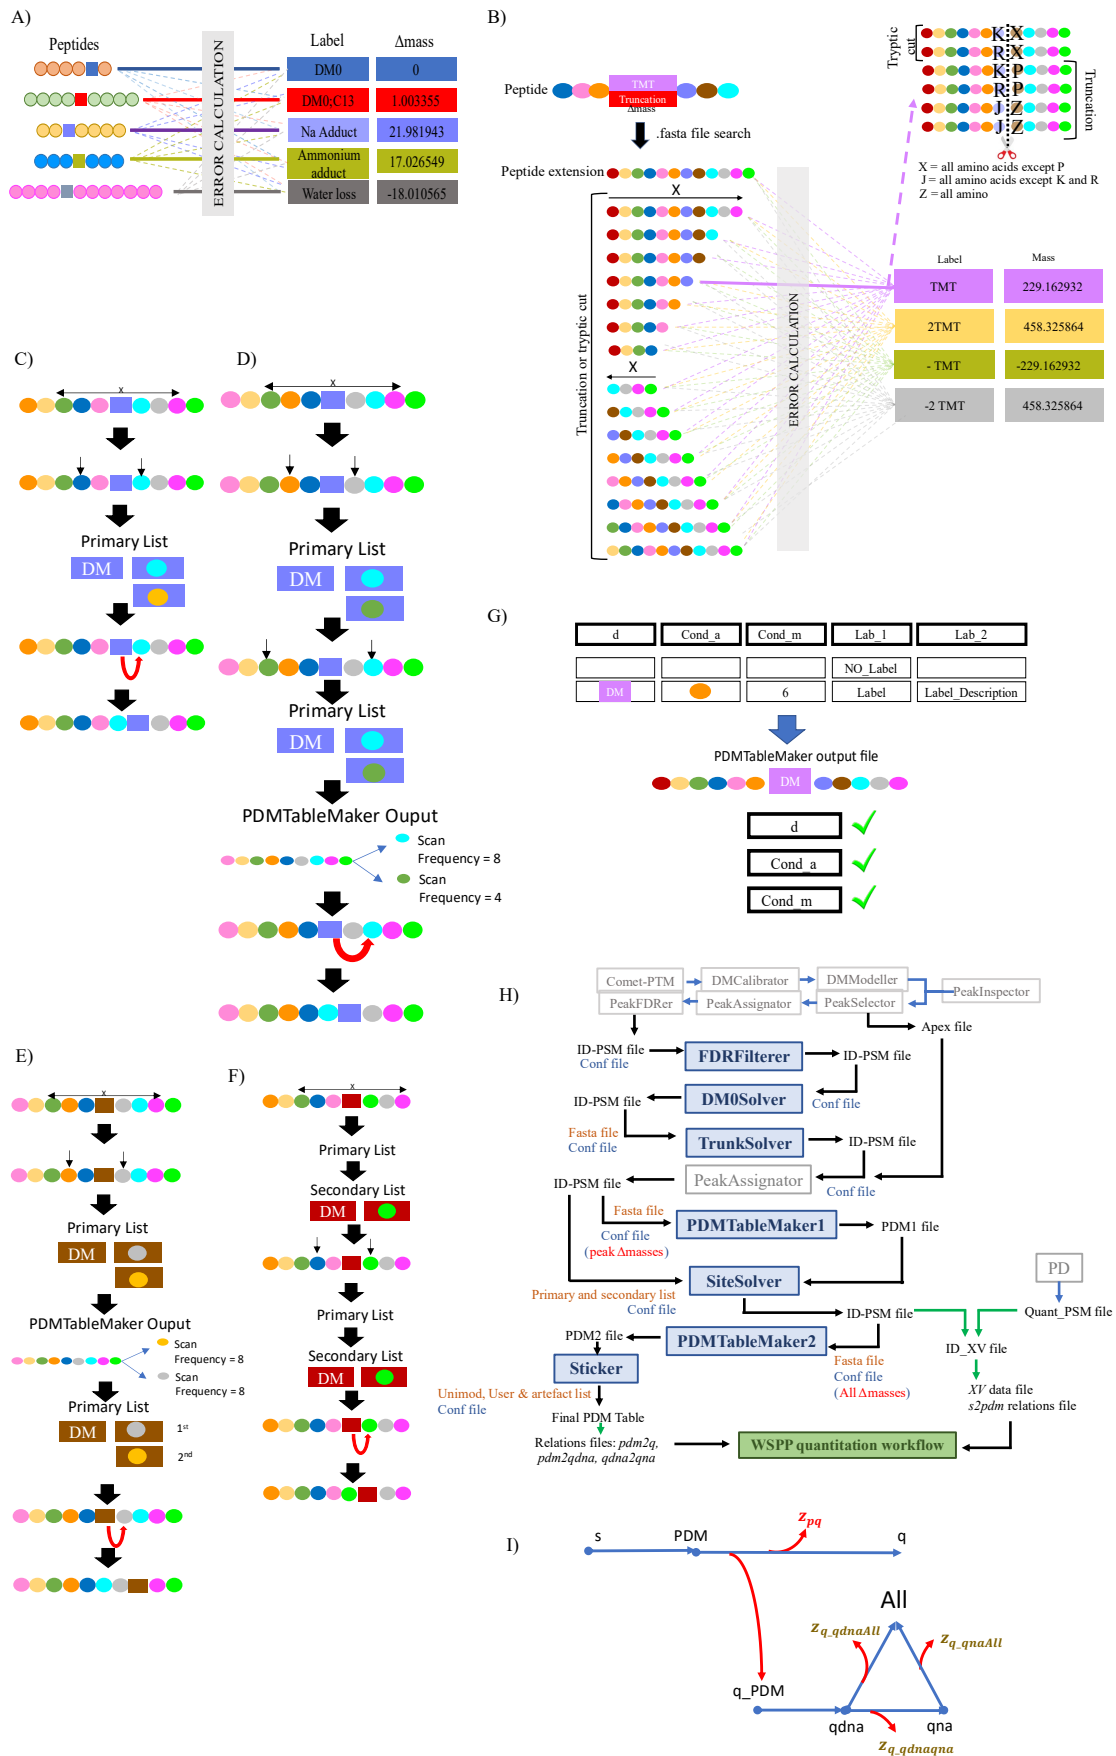 A)
Peptides
Label
Δmass
DM0
0
DM0;C13
1.003355
Na Adduct
21.981943
Ammonium
adduct
17.026549
Water loss
-18.010565
ERROR CALCULATION
B)
Peptide
TMT
Truncation
Δmass
.fasta file search
Peptide extension
X
Truncation or tryptic cut
X
ERROR CALCULATION
Tryptic
cut
K X
R X
K P
R P
J Z
J Z
Truncation
X = all amino acids except P
J = all amino acids except K and R
Z = all amino
Label
Mass
TMT
229.162932
2TMT
458.325864
- TMT
-229.162932
-2 TMT
458.325864
C)
x
Primary List
DM
D)
x
Primary List
DM
Primary List
DM
PDMTableMaker Ouput
Scan
Frequency = 8
Scan
Frequency = 4
E)
x
Primary List
DM
PDMTableMaker Ouput
Scan
Frequency = 8
Scan
Frequency = 8
Primary List
DM
1st
2nd
F)
x
Primary List
Secondary List
DM
Primary List
Secondary List
DM
G)
d
Cond_a
Cond_m
Lab_1
Lab_2
NO_Label
DM
6
Label
Label_Description
PDMTableMaker output file
DM
d
Cond_a
Cond_m
H)
Comet-PTM
DMCalibrator
DMModeller
PeakInspector
PeakFDRer
PeakAssignator
PeakSelector
Apex file
ID-PSM file
Conf file
FDRFilterer
ID-PSM file
ID-PSM file
DM0Solver
Conf file
Fasta file
Conf file
TrunkSolver
ID-PSM file
ID-PSM file
PeakAssignator
Conf file
Fasta file
Conf file
(peak Δmasses)
PDMTableMaker1
PDM1 file
SiteSolver
Primary and secondary list
Conf file
PD
ID-PSM file
Quant_PSM file
PDM2 file
PDMTableMaker2
Fasta file
Conf file
(All Δmasses)
ID_XV file
Sticker
Unimod, User & artefact list
Conf file
XV data file
s2pdm relations file
Final PDM Table
Relations files: pdm2q,
pdm2qdna, qdna2qna
WSPP quantitation workflow
I)
s
PDM
zpq
q
All
zq_qdnaAll
zq_qnaAll
q_PDM
qdna
qna
zq_qdnaqna